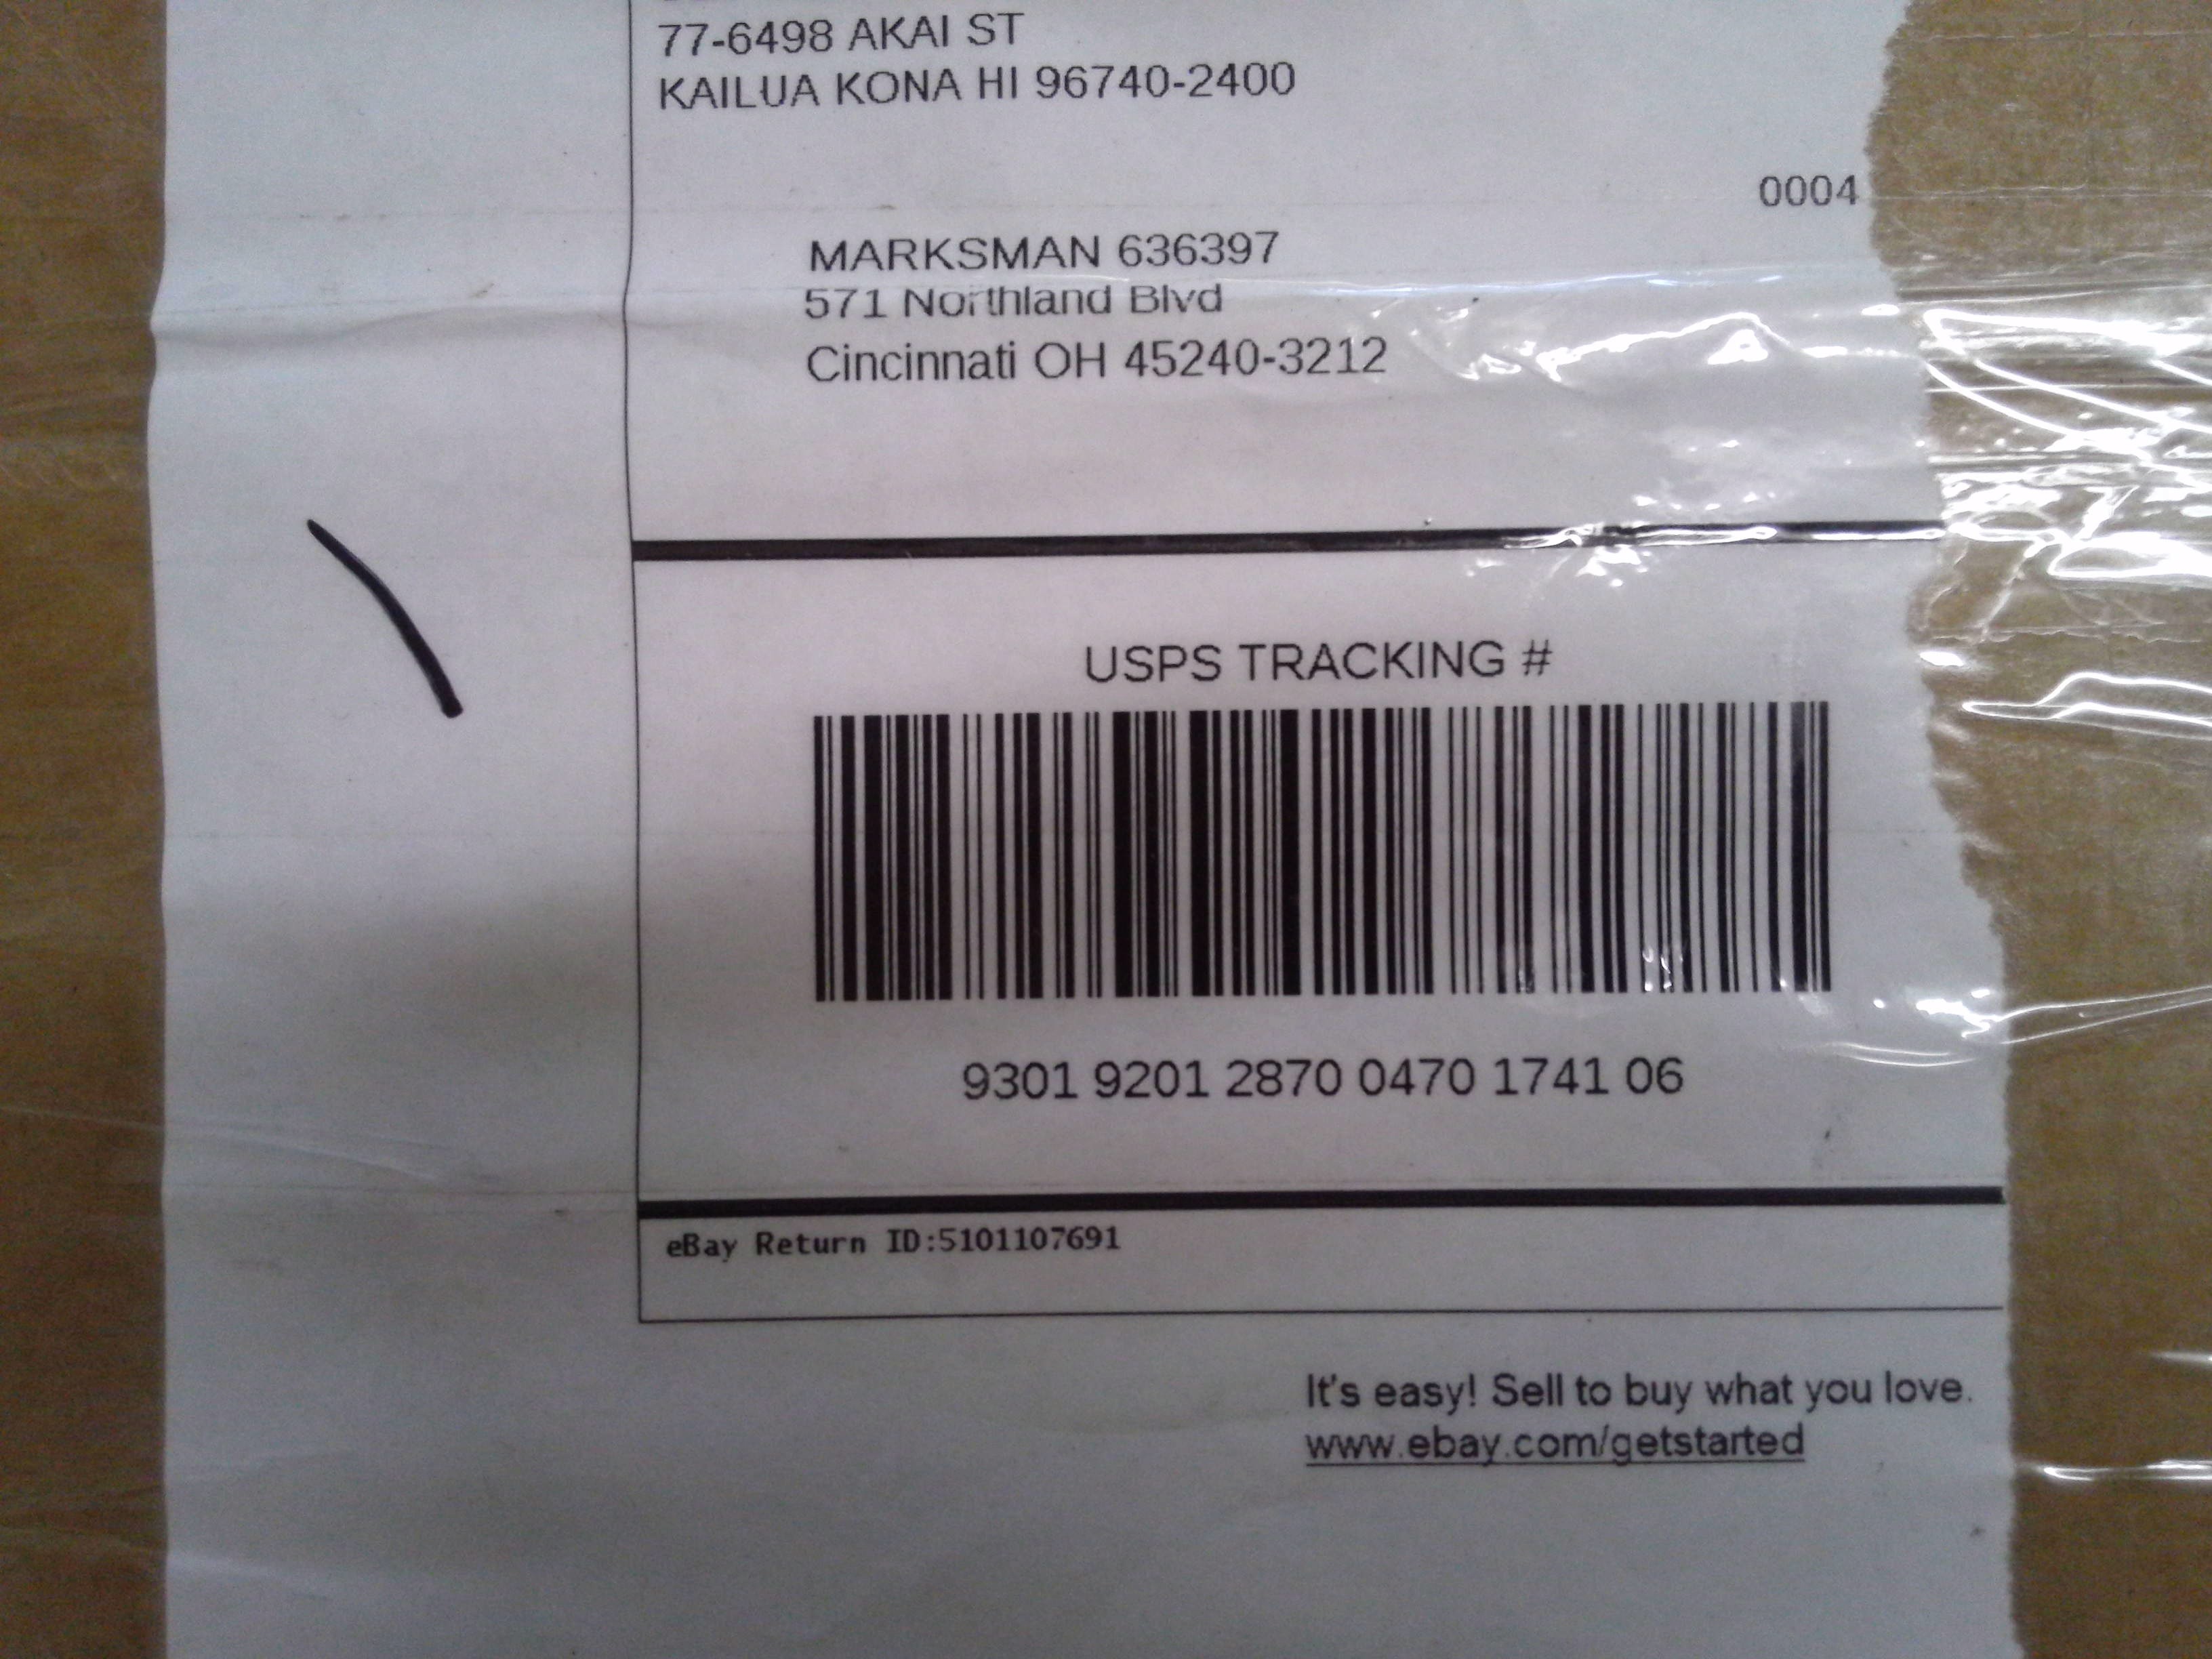 77-6498 AKAI ST
KAILUA KONA HI 96740-2400
0004
MARKSMAN 636397
571 Northland Blvd
Cincinnati OH 45240-3212
USPS TRACKING #
9301 9201 2870 0470 1741 06
eBay Return ID:5101107691
It's easy! Sell to buy what you love.
www.ebay.com/getstarted